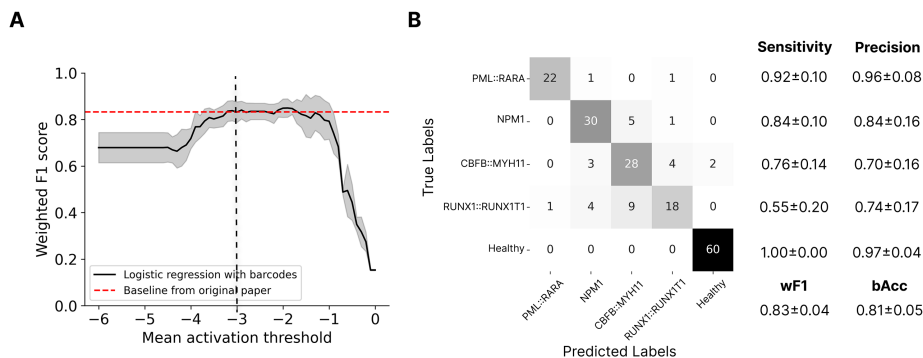 A
1.0
0.8
0.6
0.4
0.2
0.0
Weighted F1 score
Logistic regression with barcodes
Baseline from original paper
−6 −5 −4 −3 −2 −1 0
Mean activation threshold
B
Sensitivity Precision
PML::RARA 22 1 0 1 0 0.92±0.10 0.96±0.08
NPM1 0 30 5 1 0 0.84±0.10 0.84±0.16
CBFB::MYH11 0 3 28 4 2 0.76±0.14 0.70±0.16
RUNX1::RUNX1T1 1 4 9 18 0 0.55±0.20 0.74±0.17
Healthy 0 0 0 0 60 1.00±0.00 0.97±0.04
True Labels
PML::RARA NPM1 CBFB::MYH11 RUNX1::RUNX1T1 Healthy
Predicted Labels
wF1 bAcc
0.83±0.04 0.81±0.05